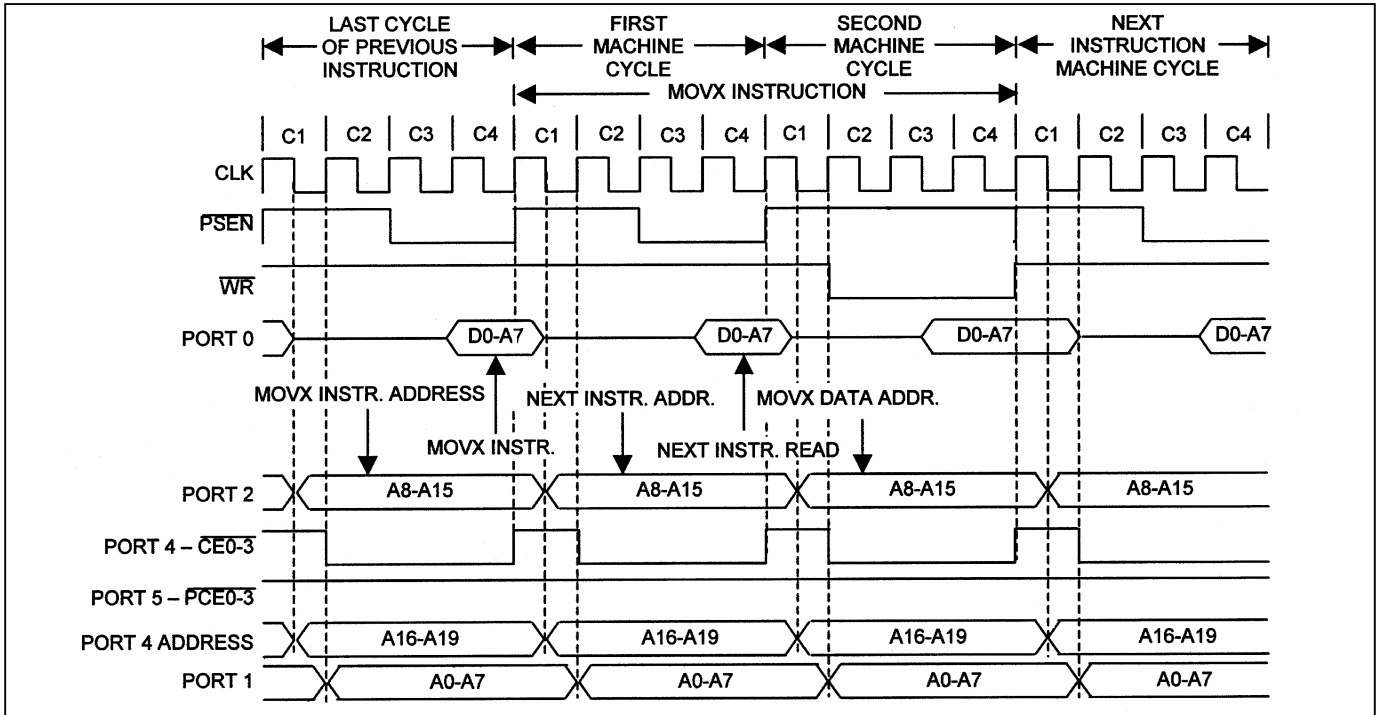 LAST CYCLE OF PREVIOUS INSTRUCTION
FIRST MACHINE CYCLE
SECOND MACHINE CYCLE
NEXT INSTRUCTION MACHINE CYCLE
MOVX INSTRUCTION
C1 C2 C3 C4 C1 C2 C3 C4 C1 C2 C3 C4 C1 C2 C3 C4
CLK
PSEN
WR
PORT 0 D0-A7 D0-A7 D0-A7 D0-A7
MOVX INSTR. ADDRESS NEXT INSTR. ADDR. MOVX DATA ADDR.
MOVX INSTR. NEXT INSTR. READ
PORT 2 A8-A15 A8-A15 A8-A15 A8-A15
PORT 4 – CE0-3
PORT 5 – PCE0-3
PORT 4 ADDRESS A16-A19 A16-A19 A16-A19 A16-A19
PORT 1 A0-A7 A0-A7 A0-A7 A0-A7